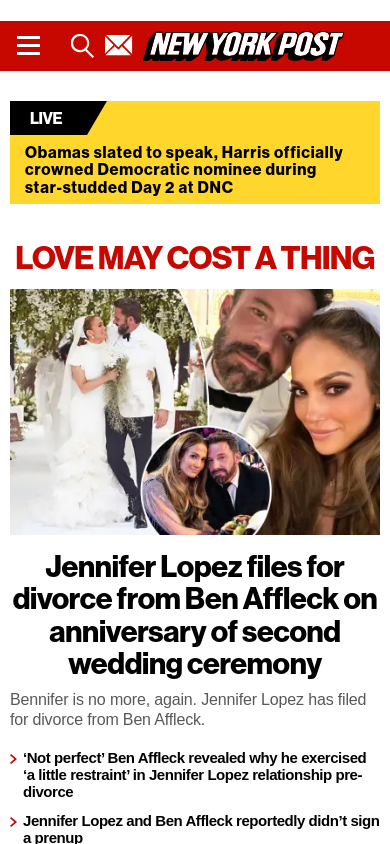 NEW YORK POST
LIVE
Obamas slated to speak, Harris officially
crowned Democratic nominee during
star-studded Day 2 at DNC
LOVE MAY COST A THING
Jennifer Lopez files for
divorce from Ben Affleck on
anniversary of second
wedding ceremony
Bennifer is no more, again. Jennifer Lopez has filed
for divorce from Ben Affleck.
‘Not perfect’ Ben Affleck revealed why he exercised
‘a little restraint’ in Jennifer Lopez relationship pre-
divorce
Jennifer Lopez and Ben Affleck reportedly didn’t sign
a prenup